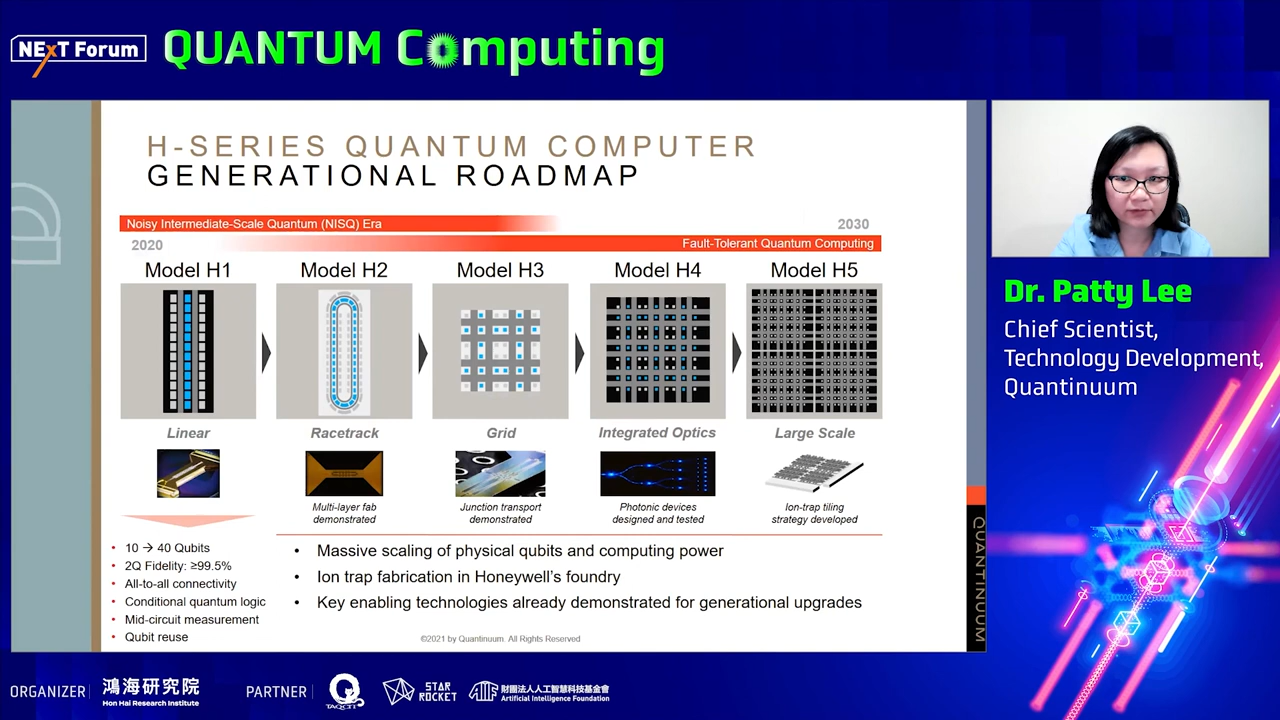 NExT Forum
QUANTUM Computing
H-SERIES QUANTUM COMPUTER
GENERATIONAL ROADMAP
Noisy Intermediate-Scale Quantum (NISQ) Era
2020
2030
Fault-Tolerant Quantum Computing
Model H1
Model H2
Model H3
Model H4
Model H5
Linear
Racetrack
Grid
Integrated Optics
Large Scale
Multi-layer fab
demonstrated
Junction transport
demonstrated
Photonic devices
designed and tested
Ion-trap tiling
strategy developed
• 10 → 40 Qubits
• 2Q Fidelity: ≥99.5%
• All-to-all connectivity
• Conditional quantum logic
• Mid-circuit measurement
• Qubit reuse
• Massive scaling of physical qubits and computing power
• Ion trap fabrication in Honeywell's foundry
• Key enabling technologies already demonstrated for generational upgrades
©2021 by Quantinuum. All Rights Reserved
QUANTINUUM
Dr. Patty Lee
Chief Scientist,
Technology Development,
Quantinuum
ORGANIZER
鴻海研究院
Hon Hai Research Institute
PARTNER
TAQCIT
STAR
ROCKET
AIF
財團法人人工智慧科技基金會
Artificial Intelligence Foundation